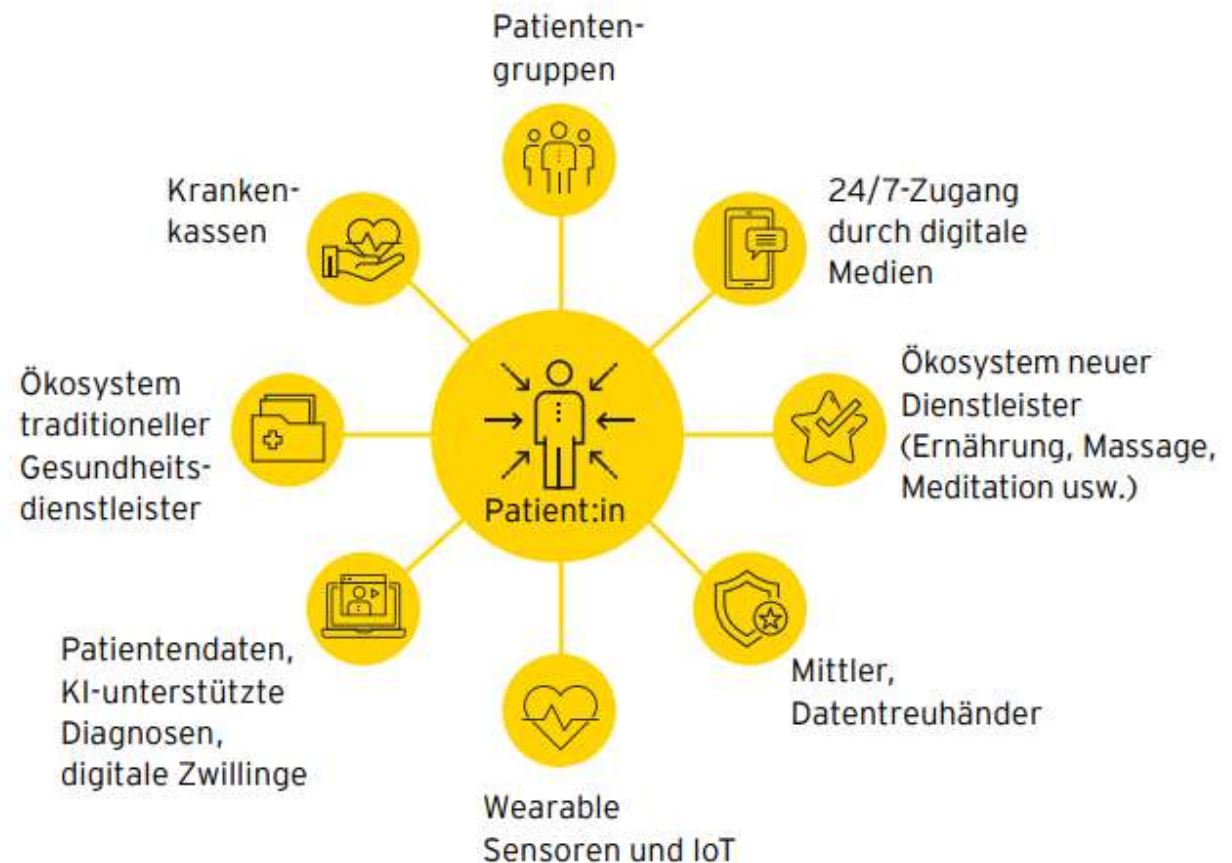 Patienten-
gruppen
Kranken-
kassen
24/7-Zugang
durch digitale
Medien
Ökosystem
traditioneller
Gesundheits-
dienstleister
Patient:in
Ökosystem neuer
Dienstleister
(Ernährung, Massage,
Meditation usw.)
Patientendaten,
KI-unterstützte
Diagnosen,
digitale Zwillinge
Mittler,
Datentreuhänder
Wearable
Sensoren und IoT